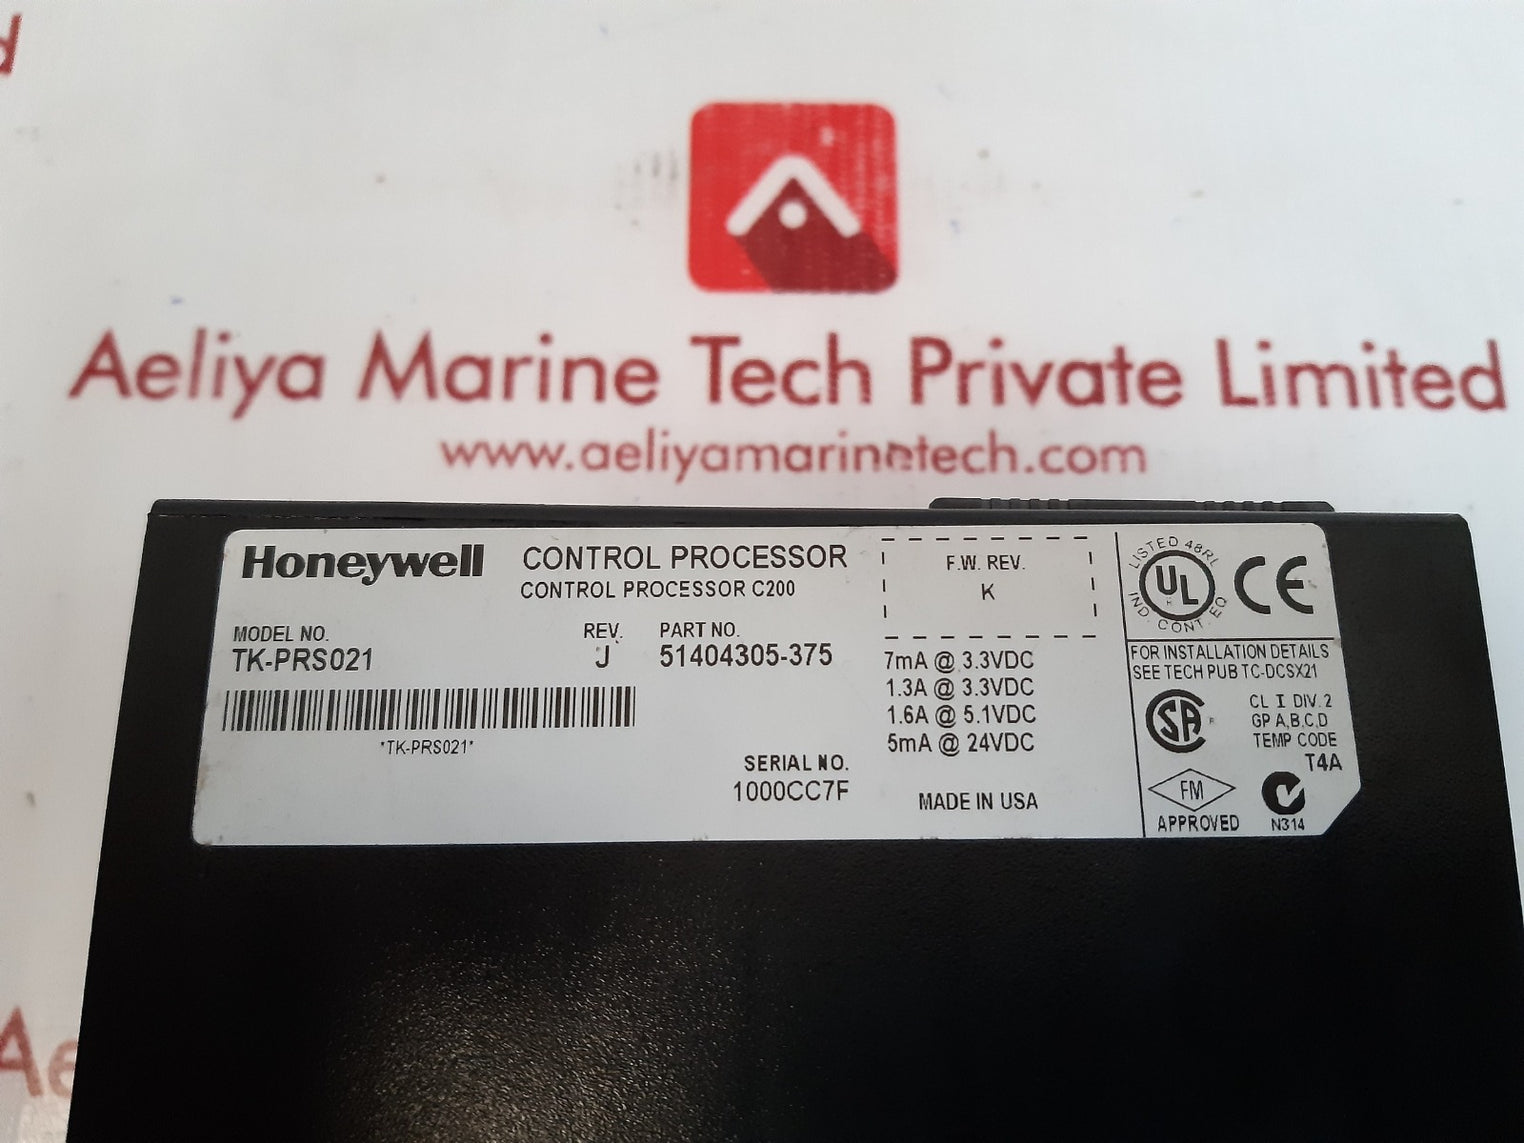 Aeliya Marine Tech Private Limited
www.aeliyamarinetech.com
Honeywell
CONTROL PROCESSOR
CONTROL PROCESSOR C200
MODEL NO.
TK-PRS021
REV.
J
PART NO.
51404305-375
*TK-PRS021*
SERIAL NO.
1000CC7F
F.W. REV.
K
7mA @ 3.3VDC
1.3A @ 3.3VDC
1.6A @ 5.1VDC
5mA @ 24VDC
MADE IN USA
LISTED 48RL
UL
IND. CONT. EQ
CE
FOR INSTALLATION DETAILS
SEE TECH PUB TC-DCSX21
SA
CL I DIV. 2
GP A,B,C,D
TEMP CODE
T4A
FM
APPROVED
N314
Ae